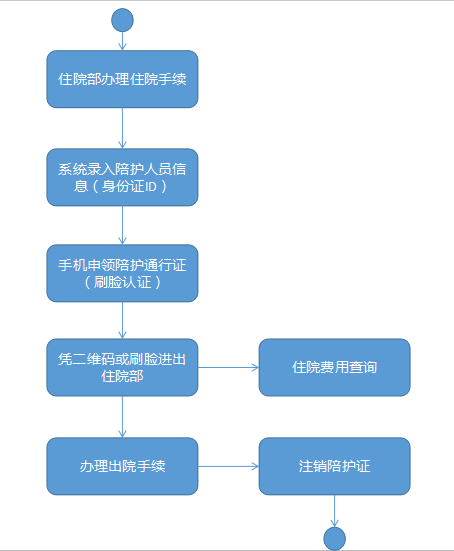 住院部办理住院手续
系统录入陪护人员信
息（身份证ID）
手机申领陪护通行证
（刷脸认证）
凭二维码或刷脸进出
住院部
住院费用查询
办理出院手续
注销陪护证